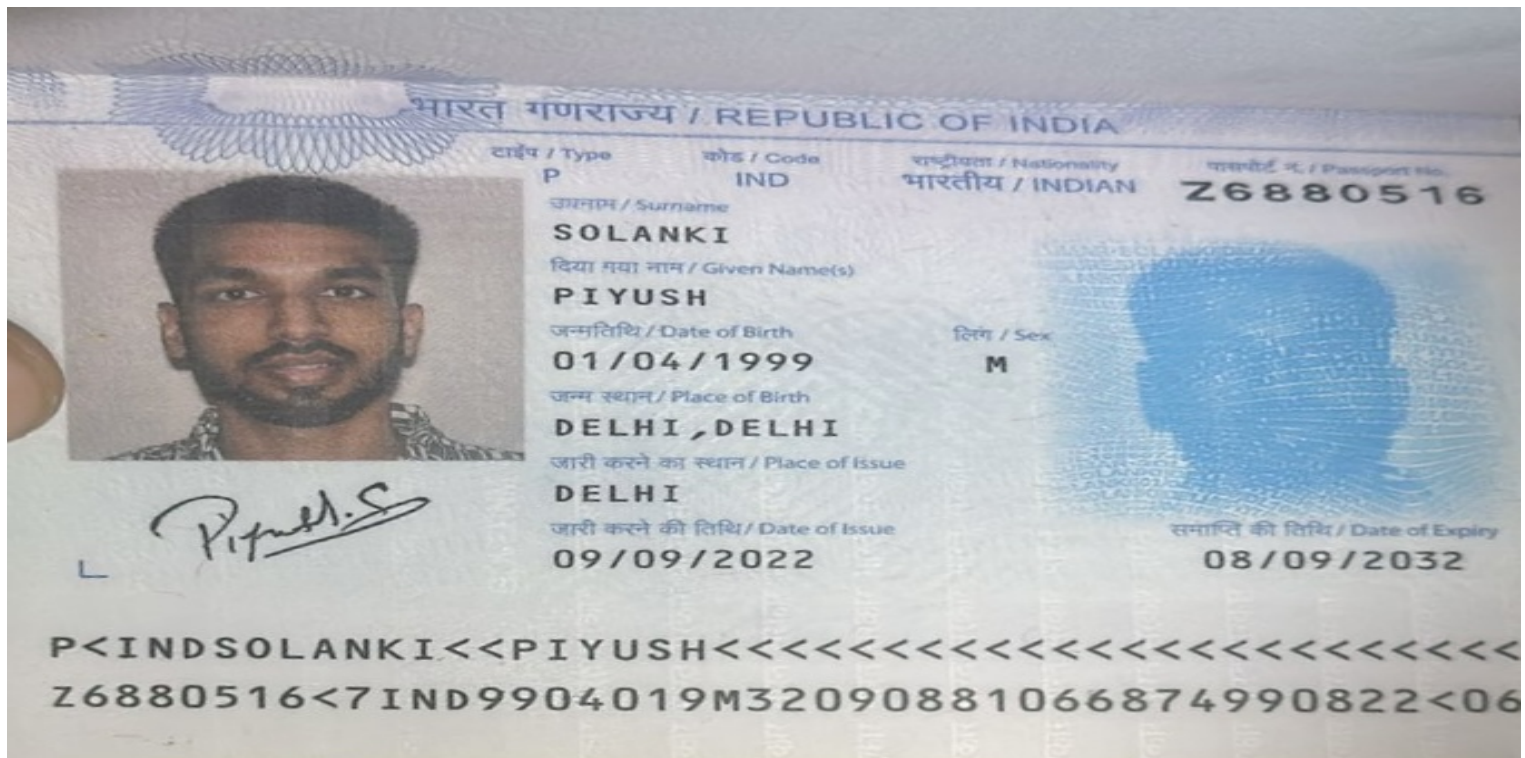 भारत गणराज्य / REPUBLIC OF INDIA
टाईप / Type कोड / Code राष्ट्रीयता / Nationality पासपोर्ट न. / Passport No.
P IND भारतीय / INDIAN Z6880516
उपनाम / Surname
SOLANKI
दिया गया नाम / Given Name(s)
PIYUSH
जन्मतिथि / Date of Birth लिंग / Sex
01/04/1999 M
जन्म स्थान / Place of Birth
DELHI,DELHI
जारी करने का स्थान / Place of Issue
DELHI
जारी करने की तिथि / Date of Issue समाप्ति की तिथि / Date of Expiry
09/09/2022 08/09/2032
Piyush.S
P<INDSOLANKI<<PIYUSH<<<<<<<<<<<<<<<<<<<<<<<<
Z6880516<7IND9904019M32090881066874990822<06